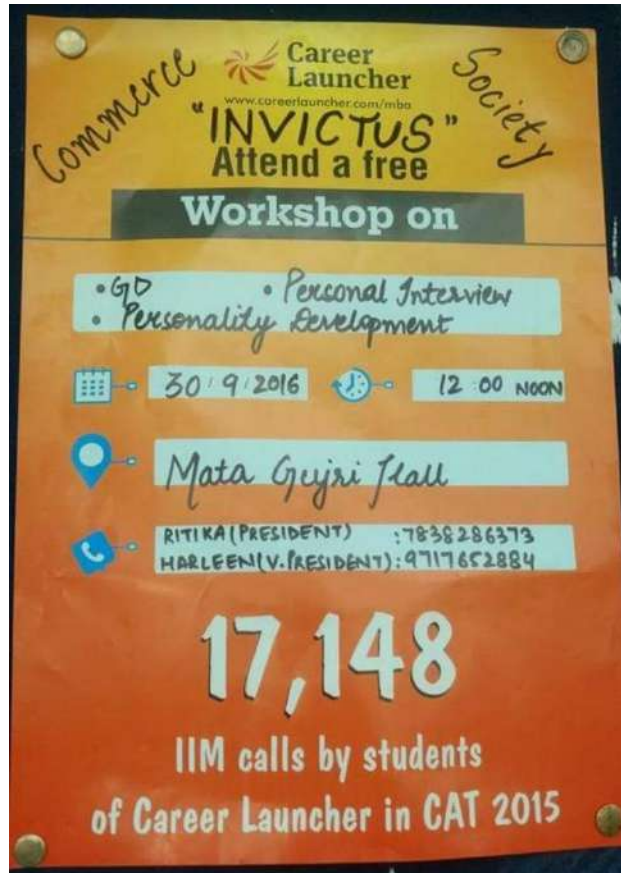 Commerce Society
Career
Launcher
www.careerlauncher.com/mba
"INVICTUS"
Attend a free
Workshop on
• GD • Personal Interview
• Personality Development
30/9/2016 12:00 NOON
Mata Gujri Hall
RITIKA (PRESIDENT) :7838286373
HARLEEN (V.PRESIDENT):9717652884
17,148
IIM calls by students
of Career Launcher in CAT 2015